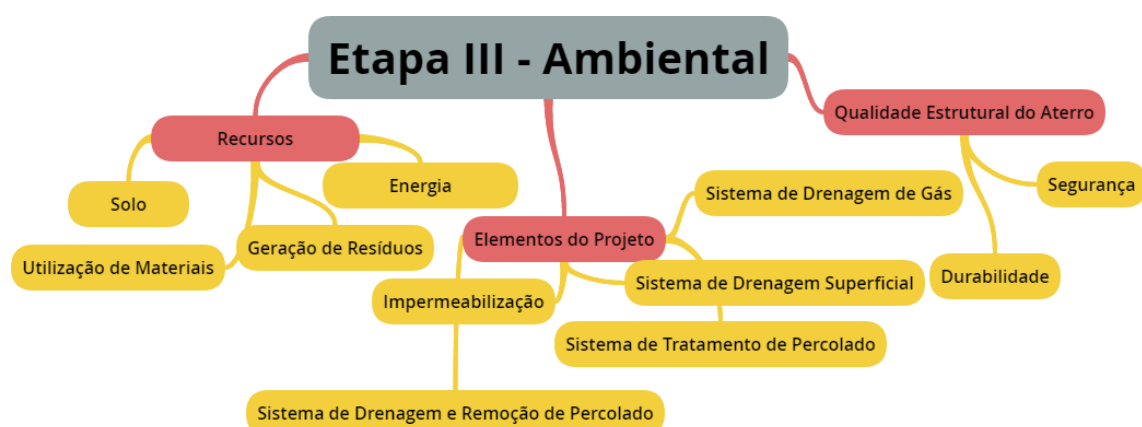 Etapa III - Ambiental
Recursos
Solo
Utilização de Materiais
Geração de Resíduos
Energia
Elementos do Projeto
Sistema de Drenagem de Gás
Sistema de Drenagem Superficial
Impermeabilização
Sistema de Tratamento de Percolado
Sistema de Drenagem e Remoção de Percolado
Qualidade Estrutural do Aterro
Segurança
Durabilidade